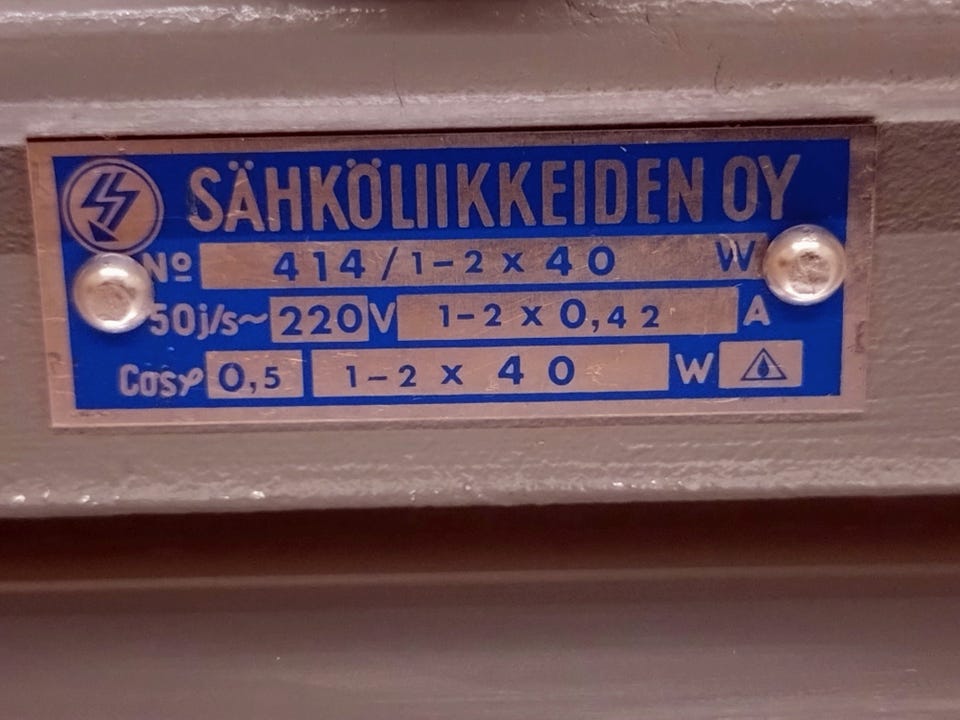 SÄHKÖLIIKKEIDEN OY
Nº 414/1-2 x 40 W
50j/s~ 220 V 1-2 x 0,42 A
Cosφ 0,5 1-2 x 40 W